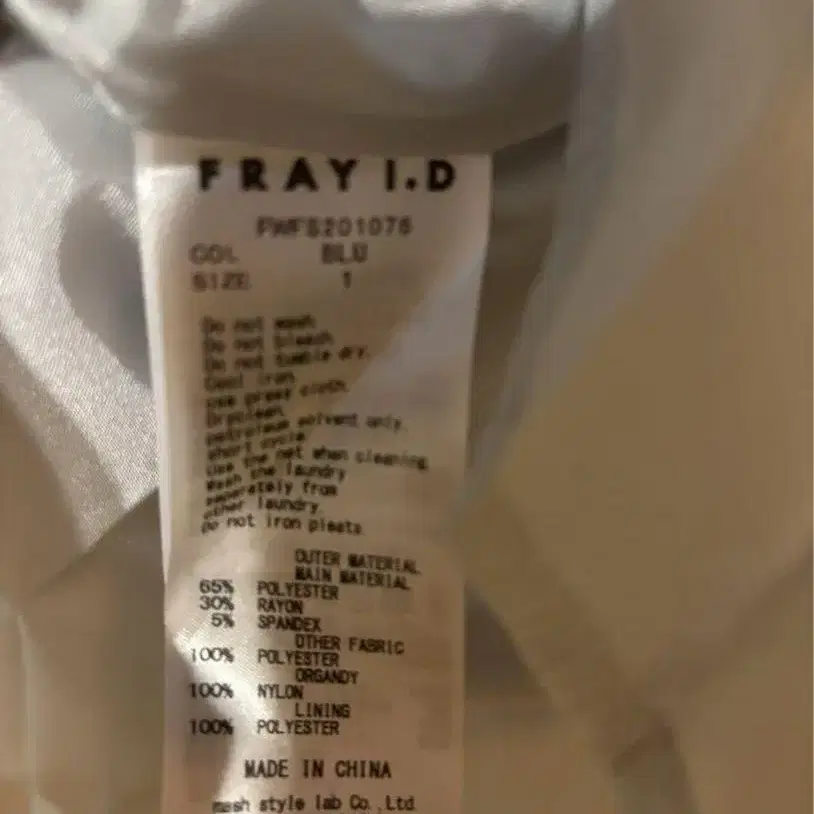 FRAY I.D
FWFS201076
COL BLU
SIZE 1
Do not wash
Do not bleach
Do not tumble dry.
Cool iron
use press cloth
Dryclean
petroleum solvent only.
short cycle
Use the net when cleaning
Wash the laundry
separately from
other laundry.
Do not iron pleats
OUTER MATERIAL
MAIN MATERIAL
65% POLYESTER
30% RAYON
5% SPANDEX
OTHER FABRIC
100% POLYESTER
ORGANDY
100% NYLON
LINING
100% POLYESTER
MADE IN CHINA
mash style lab Co.,Ltd